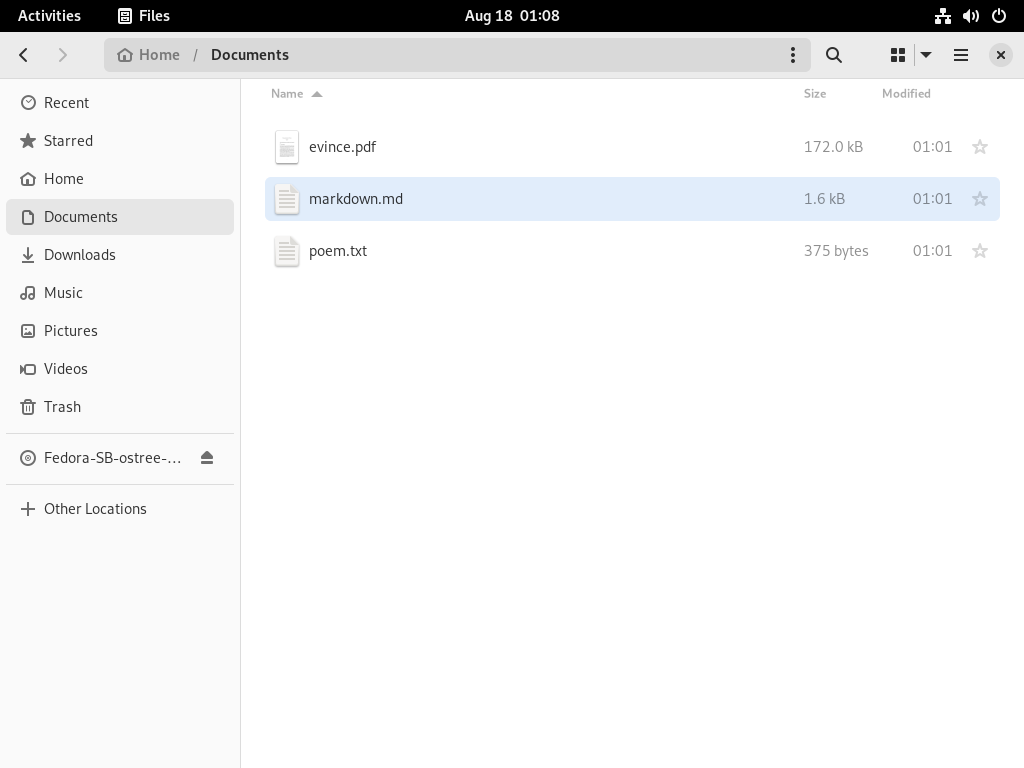 Activities Files Aug 18 01:08
Home / Documents
Recent
Starred
Home
Documents
Downloads
Music
Pictures
Videos
Trash
Fedora-SB-ostree-…
Other Locations
Name Size Modified
evince.pdf 172.0 kB 01:01
markdown.md 1.6 kB 01:01
poem.txt 375 bytes 01:01